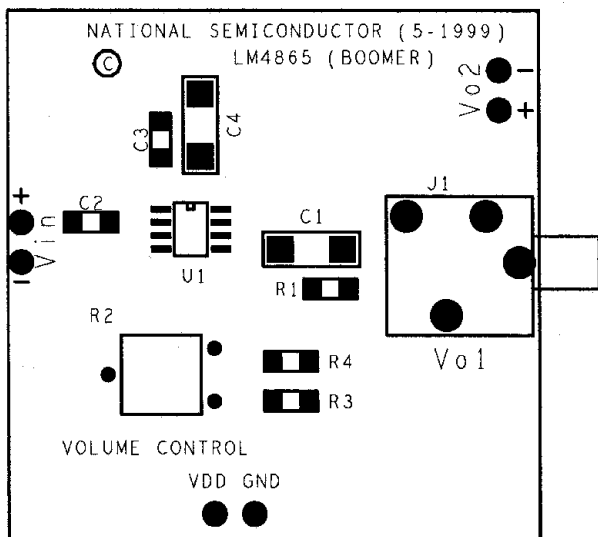 NATIONAL SEMICONDUCTOR (5-1999)
LM4865 (BOOMER)
©
Vo2
-
+
C3
C4
J1
+
Vin
-
C2
U1
C1
R1
R2
Vo1
R4
R3
VOLUME CONTROL
VDD GND